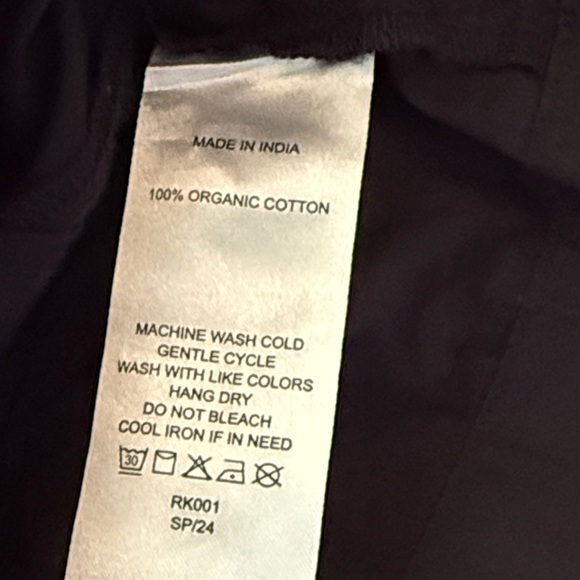 MADE IN INDIA
100% ORGANIC COTTON
MACHINE WASH COLD
GENTLE CYCLE
WASH WITH LIKE COLORS
HANG DRY
DO NOT BLEACH
COOL IRON IF IN NEED
30
RK001
SP/24